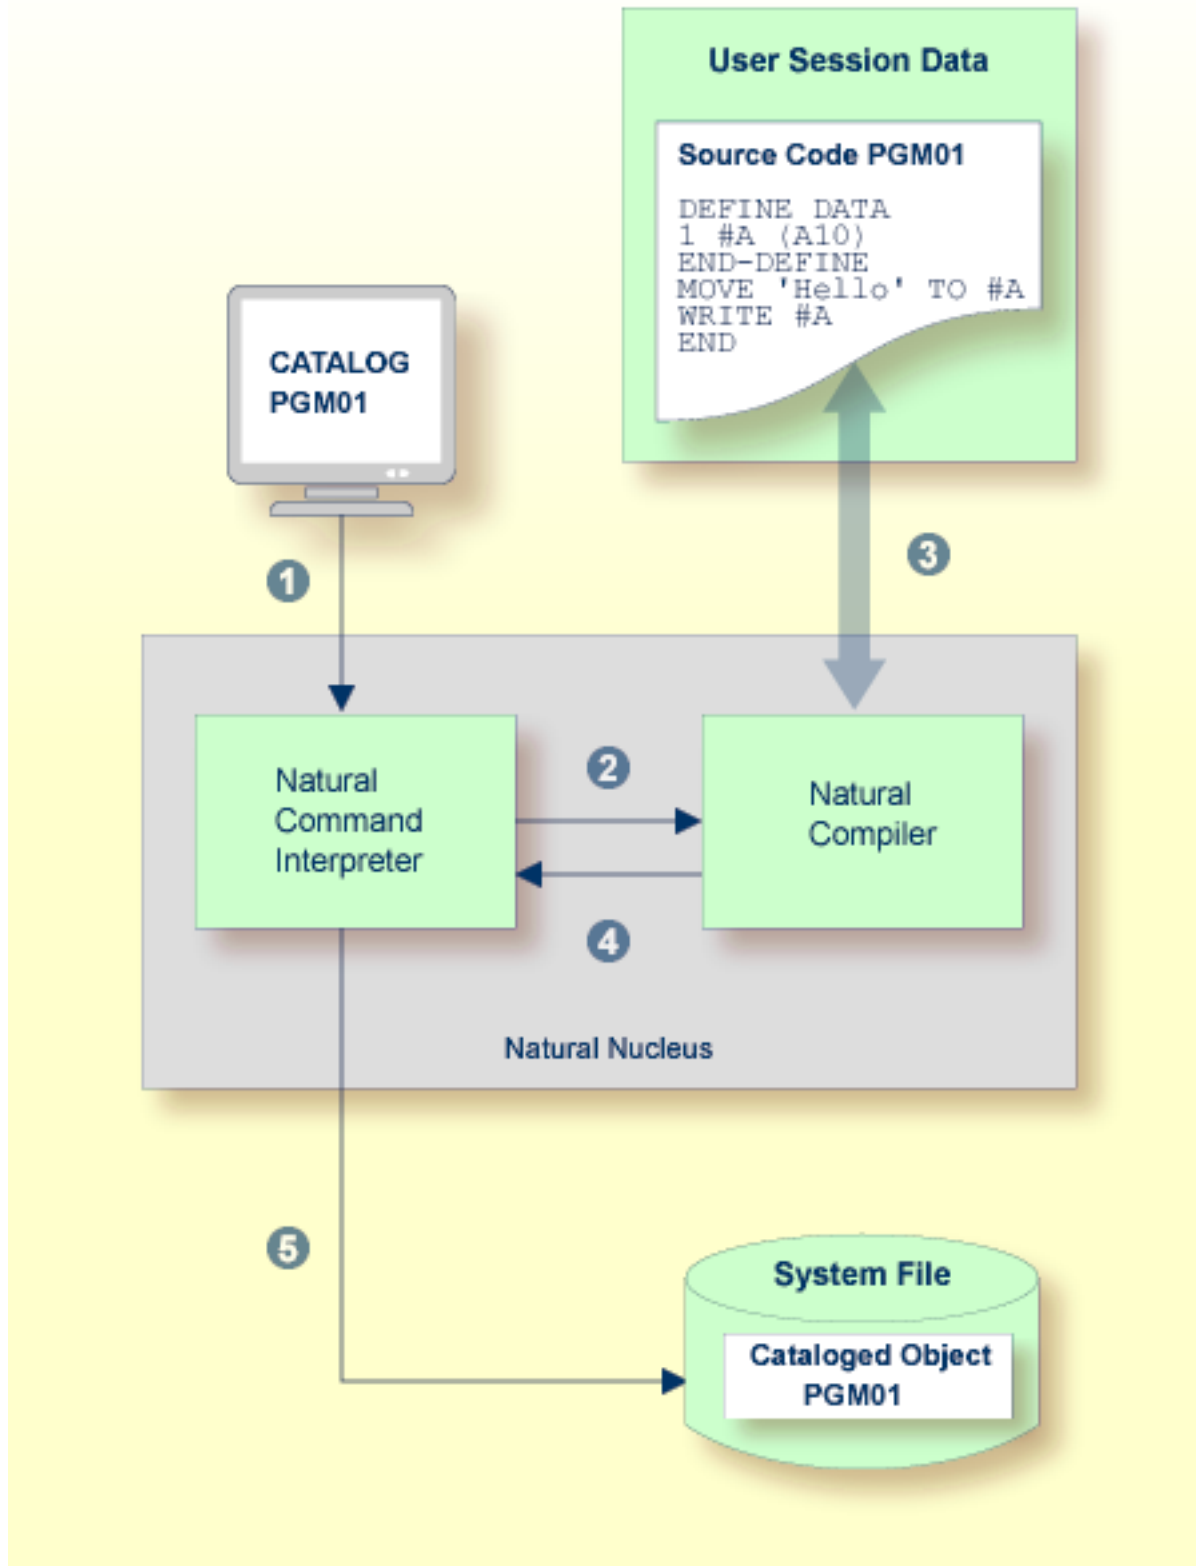 User Session Data
Source Code PGM01
DEFINE DATA
1 #A (A10)
END-DEFINE
MOVE 'Hello' TO #A
WRITE #A
END
CATALOG
PGM01
1
3
2
Natural
Command
Interpreter
Natural
Compiler
4
Natural Nucleus
5
System File
Cataloged Object
PGM01